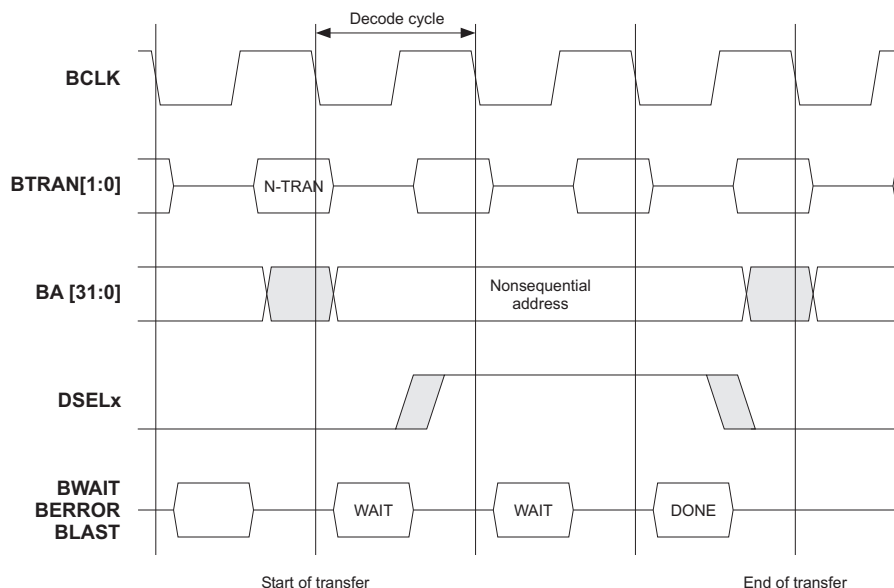 Decode cycle
BCLK
BTRAN[1:0]
N-TRAN
BA [31:0]
Nonsequential
address
DSELx
BWAIT
BERROR
BLAST
WAIT
WAIT
DONE
Start of transfer
End of transfer